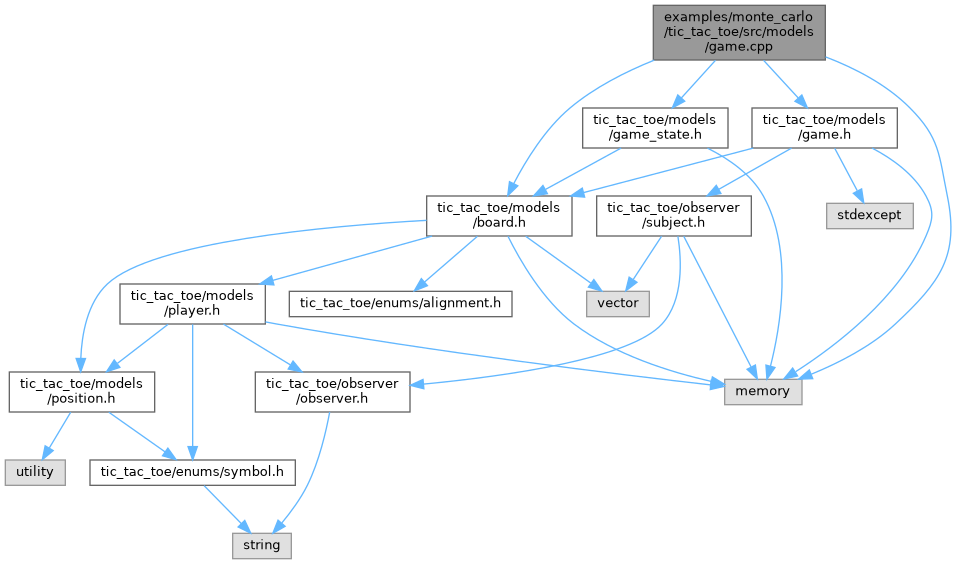 examples/monte_carlo
/tic_tac_toe/src/models
/game.cpp
tic_tac_toe/models
/game_state.h
tic_tac_toe/models
/game.h
tic_tac_toe/models
/board.h
tic_tac_toe/observer
/subject.h
stdexcept
tic_tac_toe/models
/player.h
tic_tac_toe/enums/alignment.h
vector
tic_tac_toe/models
/position.h
tic_tac_toe/observer
/observer.h
memory
utility
tic_tac_toe/enums/symbol.h
string